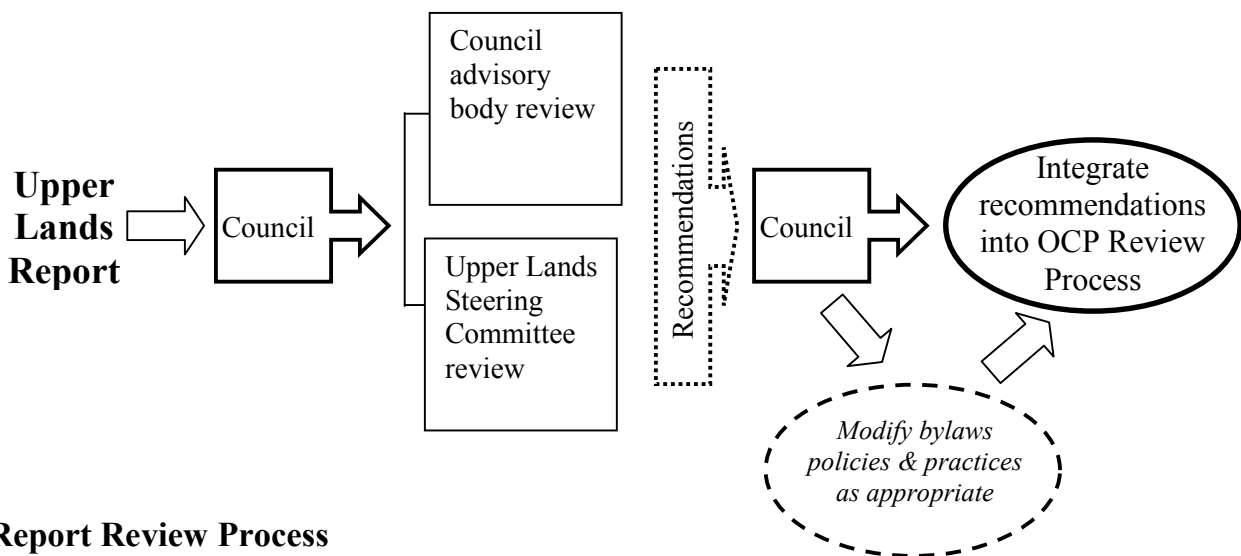 Upper
Lands
Report
Council
Council
advisory
body review
Upper Lands
Steering
Committee
review
Recommendations
Council
Integrate
recommendations
into OCP Review
Process
Modify bylaws
policies & practices
as appropriate
Report Review Process